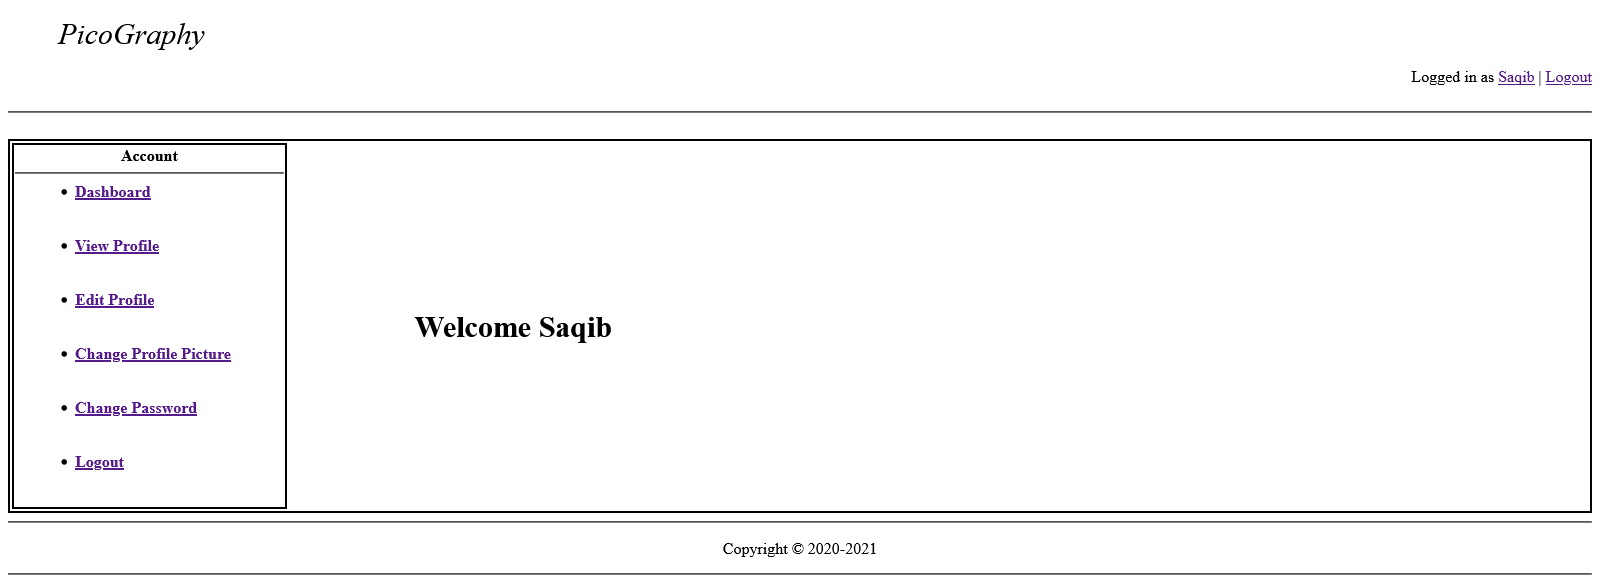 PicoGraphy
Logged in as Saqib | Logout
Account
Dashboard
View Profile
Edit Profile
Change Profile Picture
Change Password
Logout
Welcome Saqib
Copyright © 2020-2021